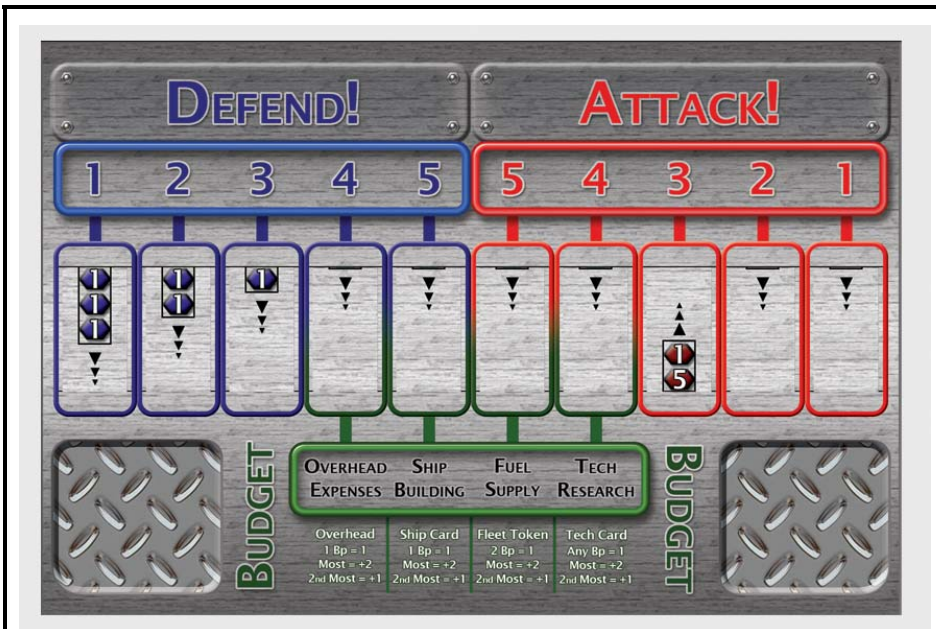 DEFEND! ATTACK!
1 2 3 4 5 5 4 3 2 1
1 1 1
1 1
1
1
5
BUDGET
OVERHEAD EXPENSES
SHIP BUILDING
FUEL SUPPLY
TECH RESEARCH
BUDGET
Overhead
1 Bp = 1
Most = +2
2nd Most = +1
Ship Card
1 Bp = 1
Most = +2
2nd Most = +1
Fleet Token
2 Bp = 1
Most = +2
2nd Most = +1
Tech Card
Any Bp = 1
Most = +2
2nd Most = +1